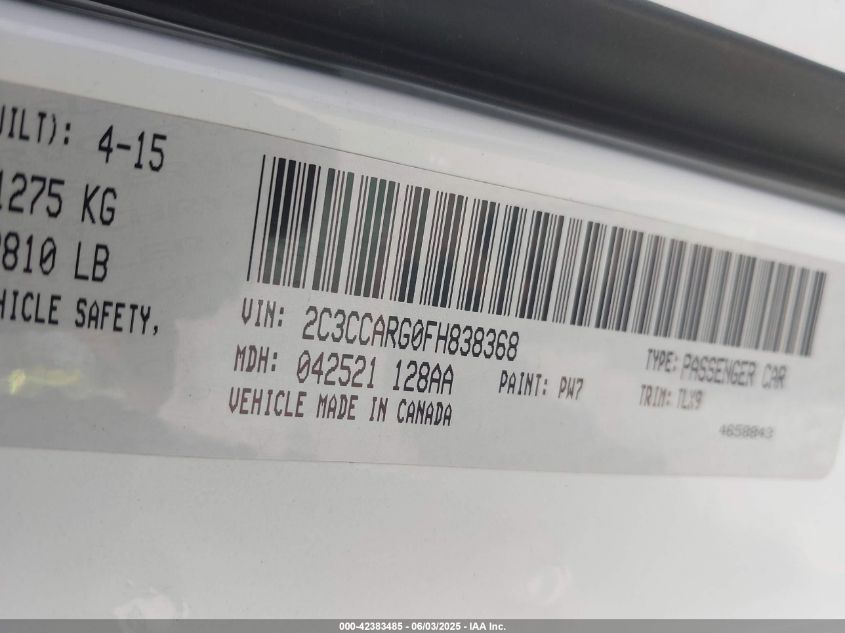 UILT): 4-15
1275 KG
2810 LB
HICLE SAFETY,
VIN: 2C3CCARG0FH838368
MDH: 042521 128AA
PAINT: PW7
TYPE: PASSENGER CAR
TRIM: TLX9
VEHICLE MADE IN CANADA
4658843
000-42383485 - 06/03/2025 - IAA Inc.